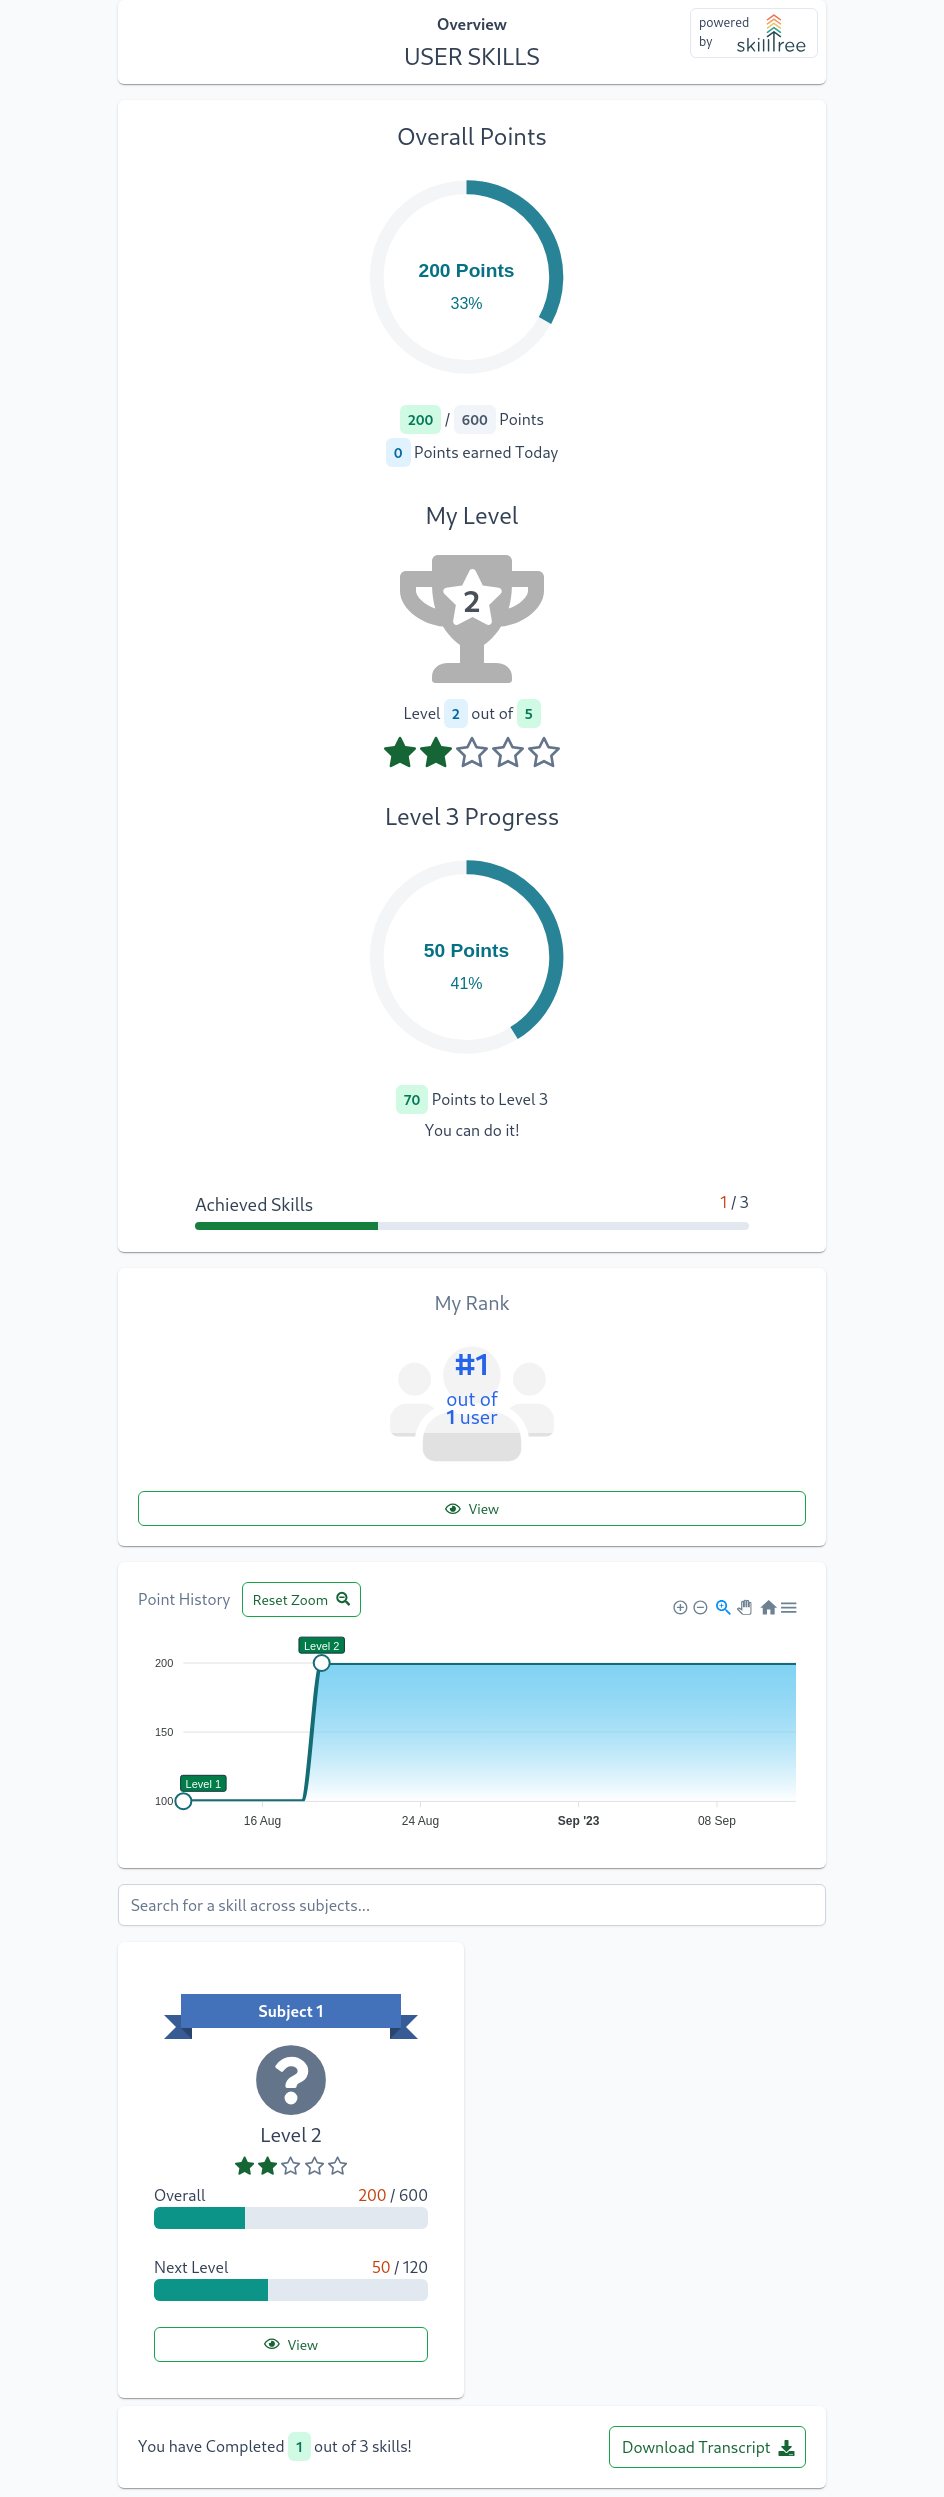 Overview
USER SKILLS
powered
by
skilltree
Overall Points
200 Points
33%
200 / 600 Points
0 Points earned Today
My Level
2
Level 2 out of 5
Level 3 Progress
50 Points
41%
70 Points to Level 3
You can do it!
Achieved Skills 1 / 3
My Rank
#1
out of
1 user
View
Point History Reset Zoom
Level 2
200
150
Level 1
100
16 Aug 24 Aug Sep '23 08 Sep
Search for a skill across subjects...
Subject 1
Level 2
Overall 200 / 600
Next Level 50 / 120
View
You have Completed 1 out of 3 skills! Download Transcript